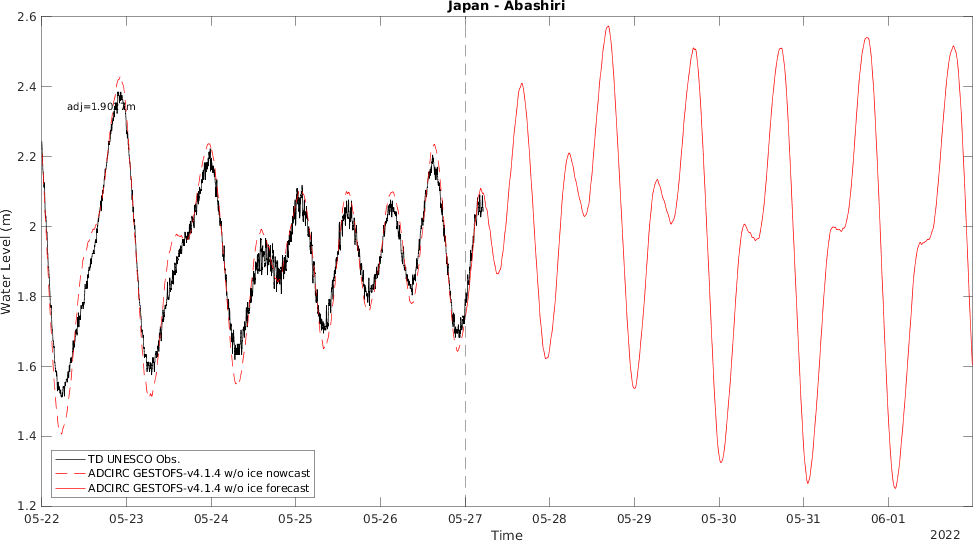 Japan - Abashiri
2.6
2.4
2.2
2
1.8
1.6
1.4
1.2
Water Level (m)
TD UNESCO Obs.
ADCIRC GESTOFS-v4.1.4 w/o ice nowcast
ADCIRC GESTOFS-v4.1.4 w/o ice forecast
05-22 05-23 05-24 05-25 05-26 05-27 05-28 05-29 05-30 05-31 06-01
Time
2022